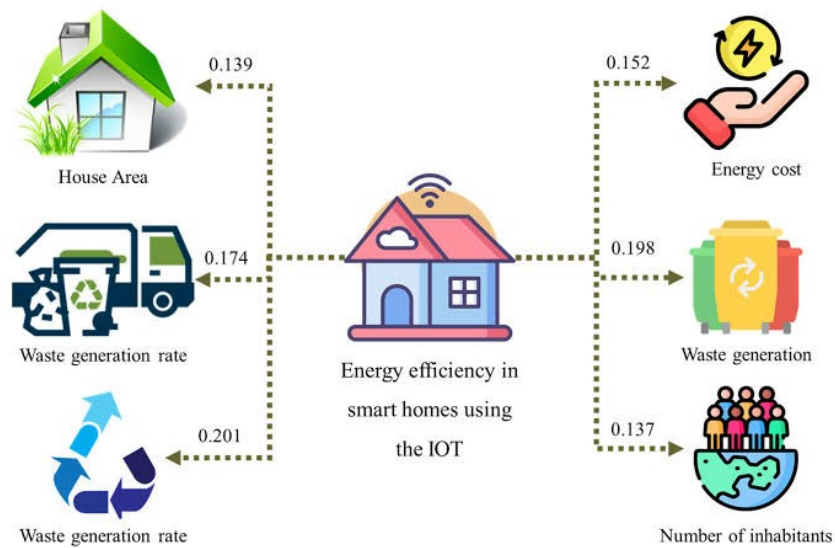 0.139
House Area
0.174
Waste generation rate
0.201
Waste generation rate
Energy efficiency in
smart homes using
the IOT
0.152
Energy cost
0.198
Waste generation
0.137
Number of inhabitants